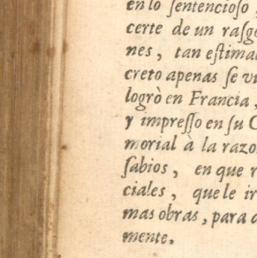 en lo ſentencioſo,
certe de un raſgo
nes, tan eſtima
creto apenas ſe vi
logrò en Francia,
y impreſſo en ſu C
morial à la razo
ſabios, en que r
ciales, que le ir
mas obras, para a
mente.